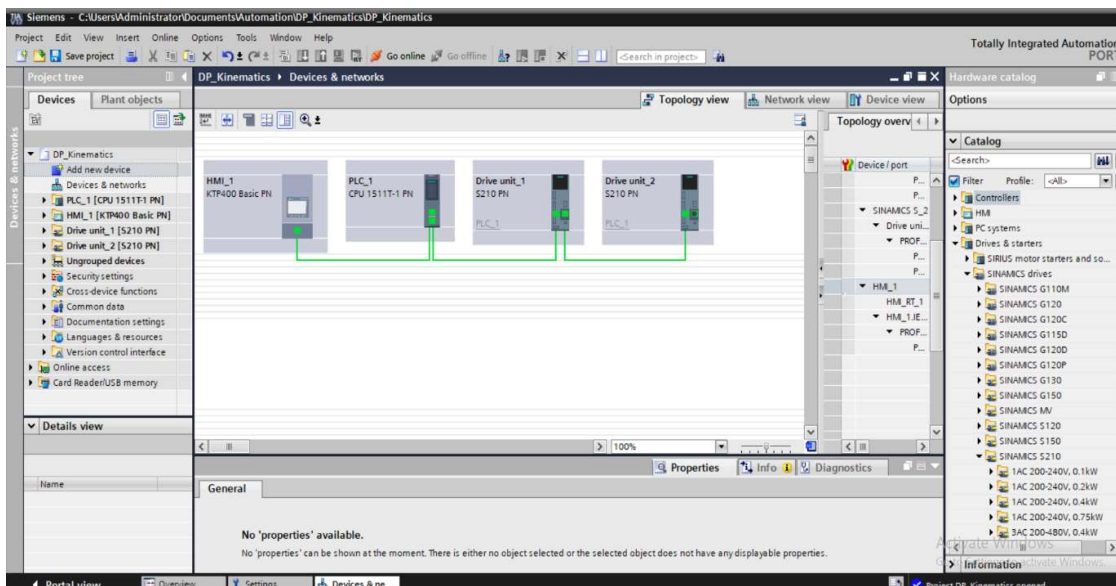 Siemens - C:\Users\Administrator\Documents\Automation\DP_Kinematics\DP_Kinematics
Project Edit View Insert Online Options Tools Window Help
Totally Integrated Automation
POR
Save project
Go online
Go offline
<Search in project>
Project tree
DP_Kinematics ▸ Devices & networks
Hardware catalog
Devices
Plant objects
Topology view
Network view
Device view
Options
Devices & networks
Topology overv
Catalog
<Search>
Filter
Profile:
<All>
DP_Kinematics
Add new device
Devices & networks
PLC_1 [CPU 1511T-1 PN]
HMI_1 [KTP400 Basic PN]
Drive unit_1 [S210 PN]
Drive unit_2 [S210 PN]
Ungrouped devices
Security settings
Cross-device functions
Common data
Documentation settings
Languages & resources
Version control interface
Online access
Card Reader/USB memory
HMI_1
KTP400 Basic PN
PLC_1
CPU 1511T-1 PN
Drive unit_1
S210 PN
PLC_1
Drive unit_2
S210 PN
PLC_1
Device / port
P...
P...
SINAMICS S_2
Drive uni...
PROF...
P...
P...
HMI_1
HMI_RT_1
HMI_1.IE...
PROF...
P...
Controllers
HMI
PC systems
Drives & starters
SIRIUS motor starters and so...
SINAMICS drives
SINAMICS G110M
SINAMICS G120
SINAMICS G120C
SINAMICS G115D
SINAMICS G120D
SINAMICS G120P
SINAMICS G130
SINAMICS G150
SINAMICS MV
SINAMICS S120
SINAMICS S150
SINAMICS S210
1AC 200-240V, 0.1kW
1AC 200-240V, 0.2kW
1AC 200-240V, 0.4kW
1AC 200-240V, 0.75kW
3AC 200-480V, 0.4kW
Details view
Name
100%
Properties
Info
Diagnostics
General
No 'properties' available.
No 'properties' can be shown at the moment. There is either no object selected or the selected object does not have any displayable properties.
Activate Windows
activate Windows.
Information
Portal view
Overview
Settings
Devices & ne...
Project DP_Kinematics opened.